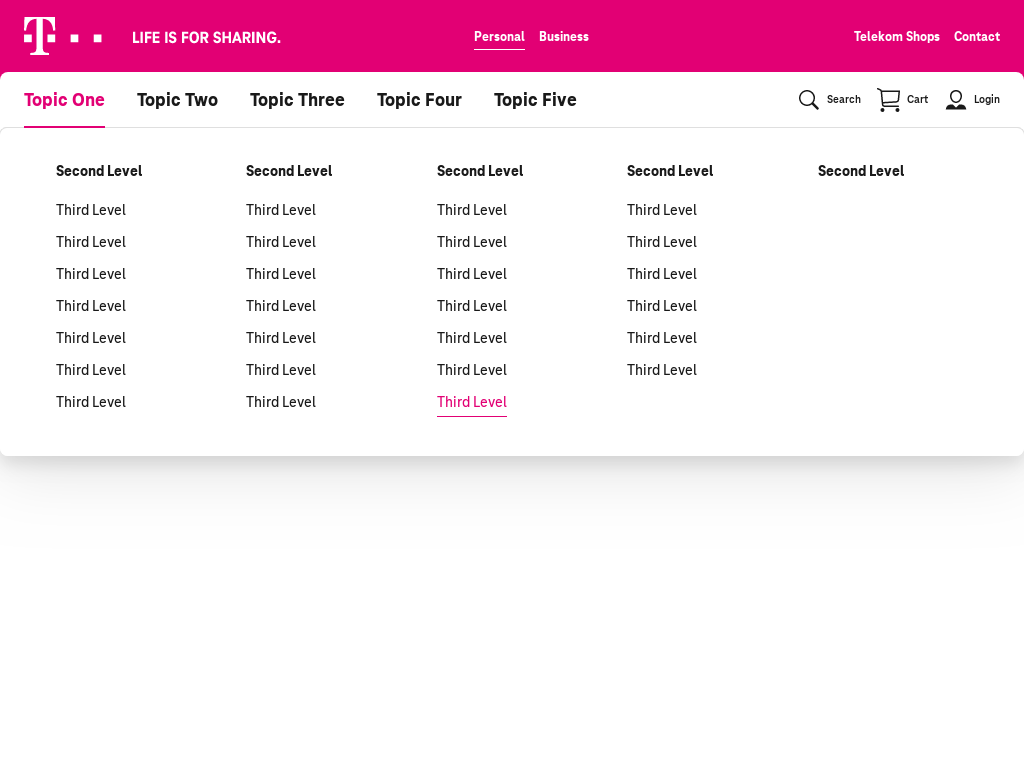 T
LIFE IS FOR SHARING.
Personal Business
Telekom Shops Contact
Topic One Topic Two Topic Three Topic Four Topic Five
Search Cart Login
Second Level Second Level Second Level Second Level Second Level
Third Level Third Level Third Level Third Level
Third Level Third Level Third Level Third Level
Third Level Third Level Third Level Third Level
Third Level Third Level Third Level Third Level
Third Level Third Level Third Level Third Level
Third Level Third Level Third Level Third Level
Third Level Third Level Third Level